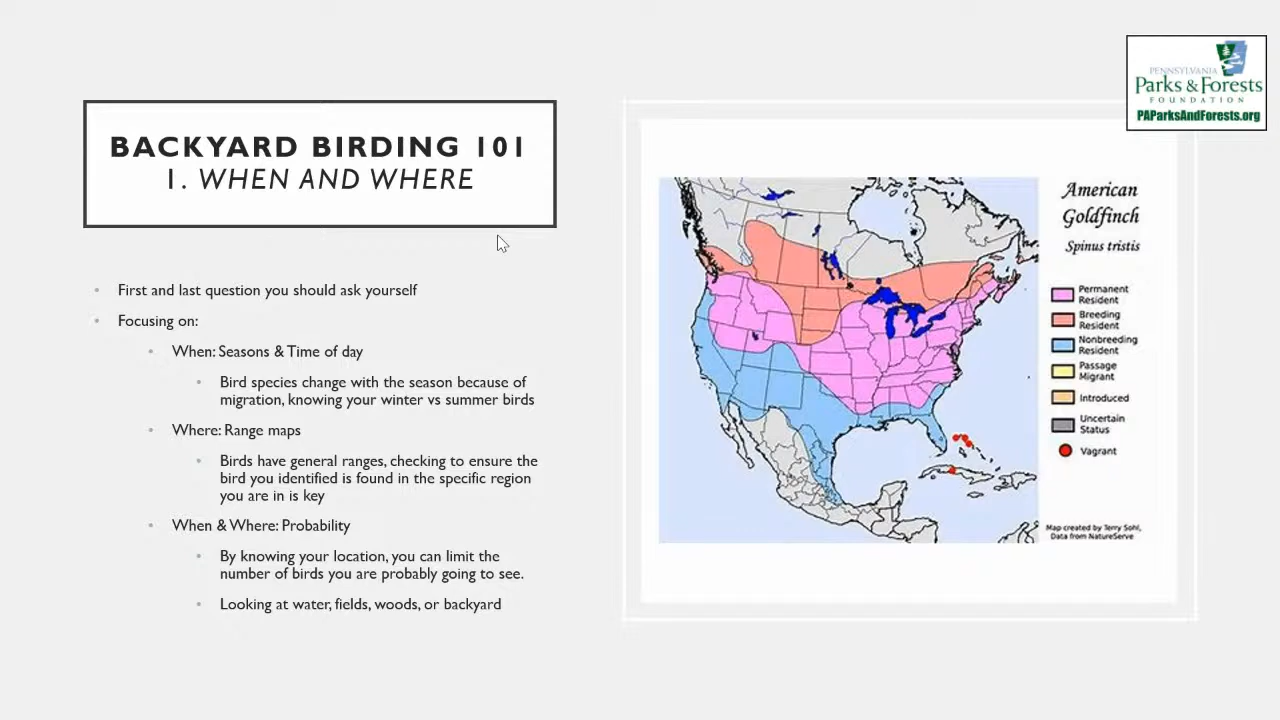 PENNSYLVANIA
Parks & Forests
FOUNDATION
PAParksAndForests.org
BACKYARD BIRDING 101
1. WHEN AND WHERE
• First and last question you should ask yourself
• Focusing on:
• When: Seasons & Time of day
• Bird species change with the season because of
migration, knowing your winter vs summer birds
• Where: Range maps
• Birds have general ranges, checking to ensure the
bird you identified is found in the specific region
you are in is key
• When & Where: Probability
• By knowing your location, you can limit the
number of birds you are probably going to see.
• Looking at water, fields, woods, or backyard
American
Goldfinch
Spinus tristis
Permanent
Resident
Breeding
Resident
Nonbreeding
Resident
Passage
Migrant
Introduced
Uncertain
Status
Vagrant
Map created by Terry Sohl,
Data from NatureServe